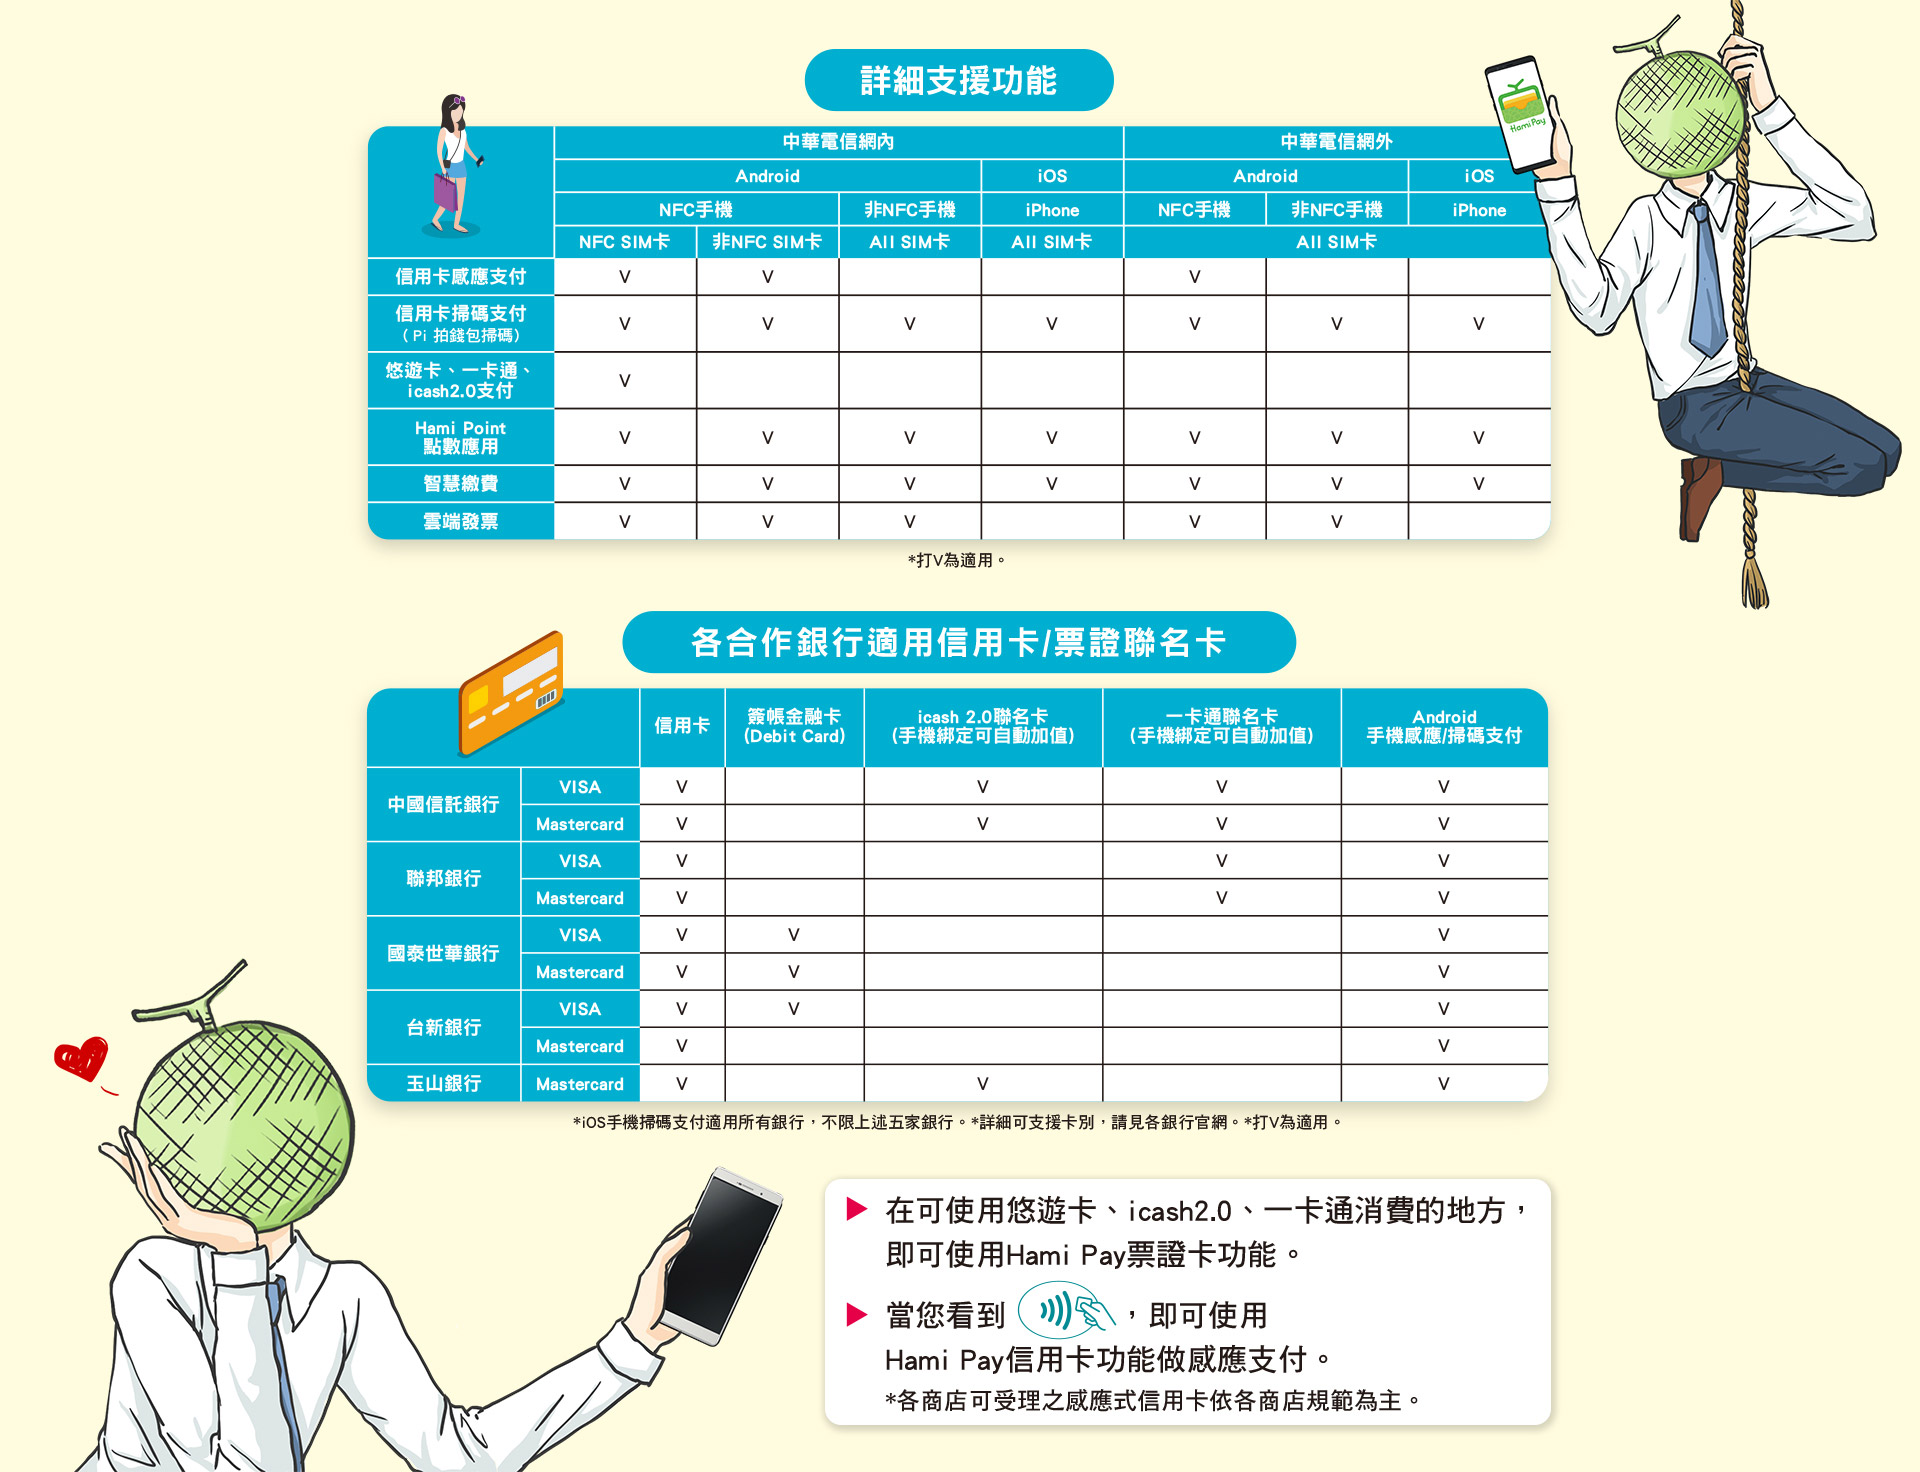 詳細支援功能
Hami Pay
中華電信網內 中華電信網外
Android iOS Android iOS
NFC手機 非NFC手機 iPhone NFC手機 非NFC手機 iPhone
NFC SIM卡 非NFC SIM卡 All SIM卡 All SIM卡 All SIM卡
信用卡感應支付 V V V
信用卡掃碼支付
（Pi 拍錢包掃碼） V V V V V V V
悠遊卡、一卡通、
icash2.0支付 V
Hami Point
點數應用 V V V V V V V
智慧繳費 V V V V V V V
雲端發票 V V V V V
*打V為適用。
各合作銀行適用信用卡/票證聯名卡
信用卡 簽帳金融卡 icash 2.0聯名卡 一卡通聯名卡 Android
(Debit Card) (手機綁定可自動加值) (手機綁定可自動加值) 手機感應/掃碼支付
中國信託銀行 VISA V V V V
Mastercard V V V V
聯邦銀行 VISA V V V
Mastercard V V V
國泰世華銀行 VISA V V V
Mastercard V V V
台新銀行 VISA V V V
Mastercard V V
玉山銀行 Mastercard V V V
*iOS手機掃碼支付適用所有銀行，不限上述五家銀行。*詳細可支援卡別，請見各銀行官網。*打V為適用。
▶ 在可使用悠遊卡、icash2.0、一卡通消費的地方，
即可使用Hami Pay票證卡功能。
▶ 當您看到 ，即可使用
Hami Pay信用卡功能做感應支付。
*各商店可受理之感應式信用卡依各商店規範為主。